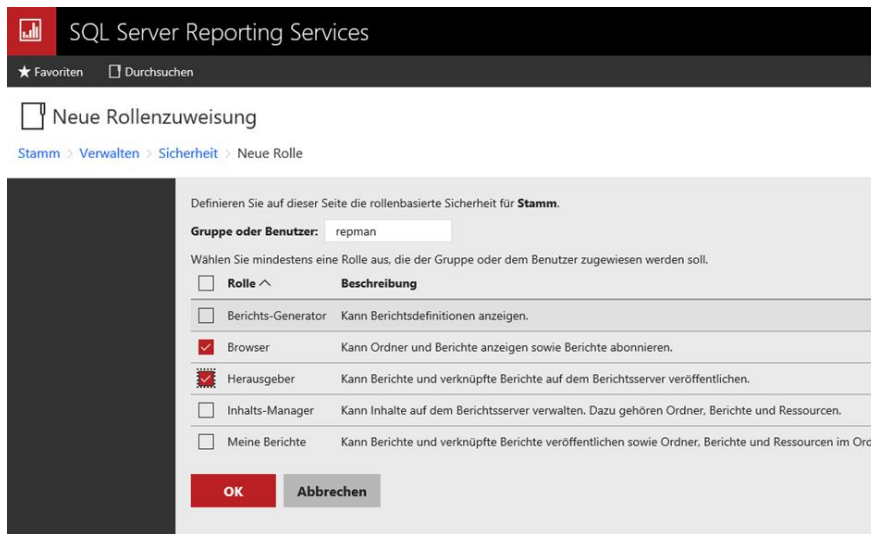 SQL Server Reporting Services
Favoriten Durchsuchen
Neue Rollenzuweisung
Stamm > Verwalten > Sicherheit > Neue Rolle
Definieren Sie auf dieser Seite die rollenbasierte Sicherheit für Stamm.
Gruppe oder Benutzer: repman
Wählen Sie mindestens eine Rolle aus, die der Gruppe oder dem Benutzer zugewiesen werden soll.
Rolle Beschreibung
Berichts-Generator Kann Berichtsdefinitionen anzeigen.
Browser Kann Ordner und Berichte anzeigen sowie Berichte abonnieren.
Herausgeber Kann Berichte und verknüpfte Berichte auf dem Berichtsserver veröffentlichen.
Inhalts-Manager Kann Inhalte auf dem Berichtsserver verwalten. Dazu gehören Ordner, Berichte und Ressourcen.
Meine Berichte Kann Berichte und verknüpfte Berichte veröffentlichen sowie Ordner, Berichte und Ressourcen im Ord
OK Abbrechen